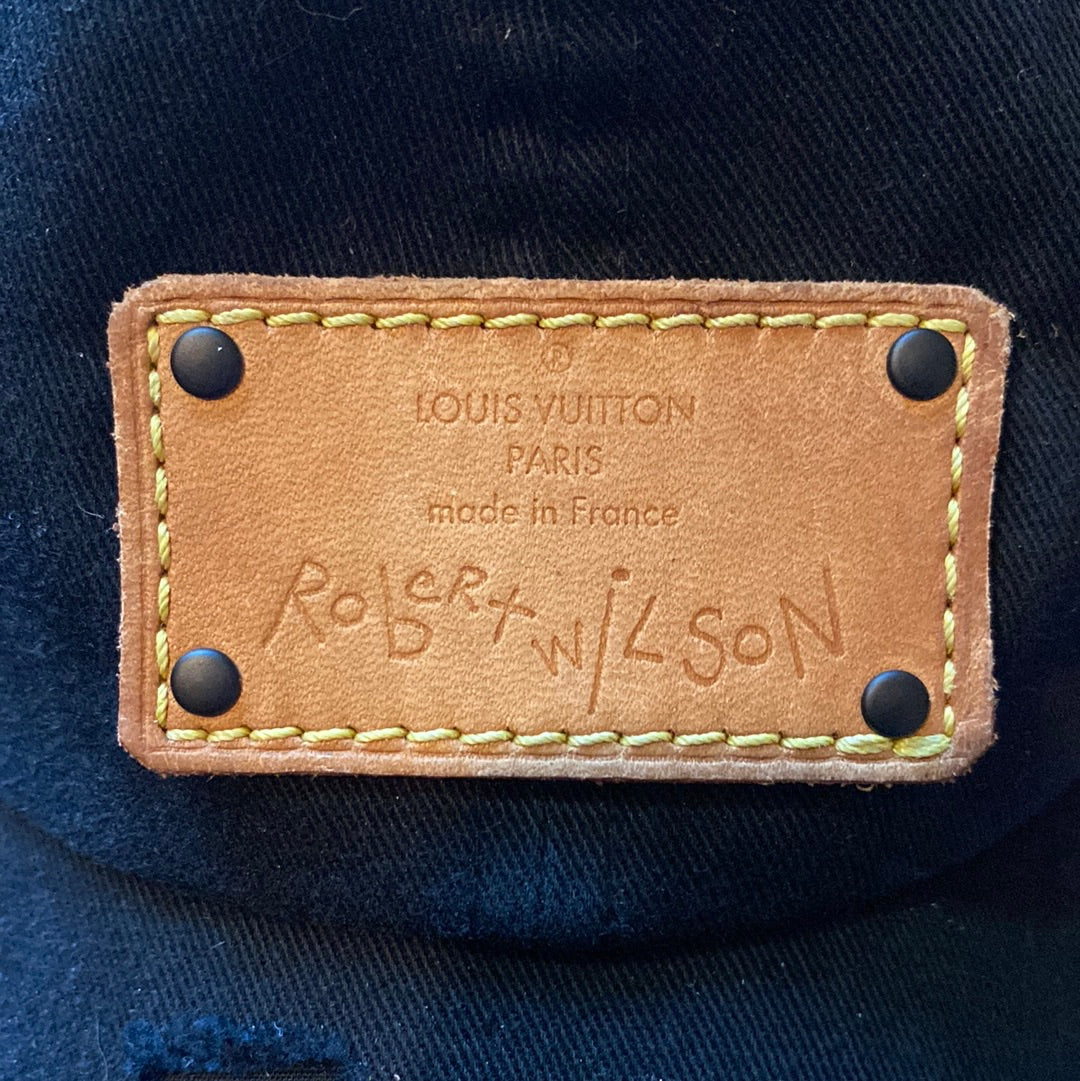 ®
LOUIS VUITTON
PARIS
made in France
RobeRt wiLSoN